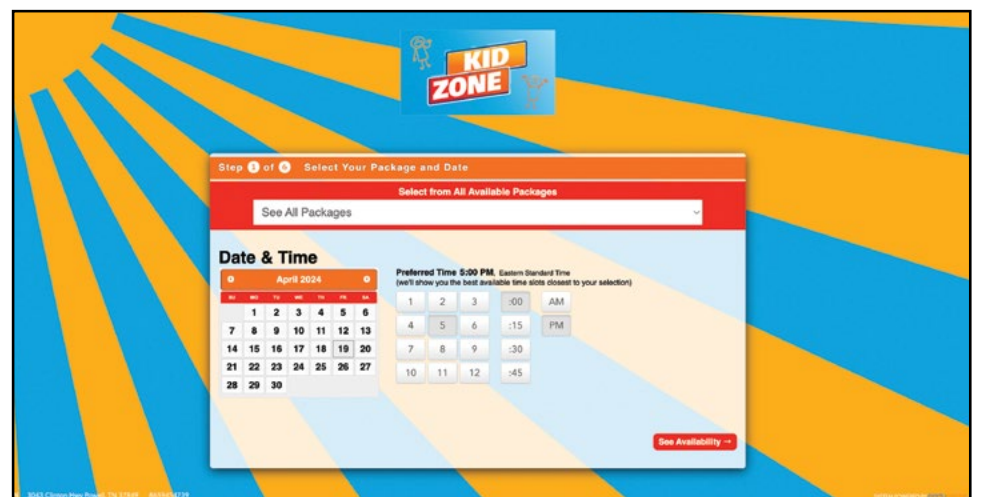 KID
ZONE
Select Your Package and Date
Select from All Available Packages
See All Packages
Date & Time
April 2024
SU MO TU WE TH FR SA
1 2 3 4 5 6
7 8 9 10 11 12 13
14 15 16 17 18 19 20
21 22 23 24 25 26 27
28 29 30
Preferred Time 5:00 PM, Eastern Standard Time
(we'll show you the best available time slots closest to your selection)
1 2 3 :00 AM
4 5 6 :15 PM
7 8 9 :30
10 11 12 :45
See Availability →